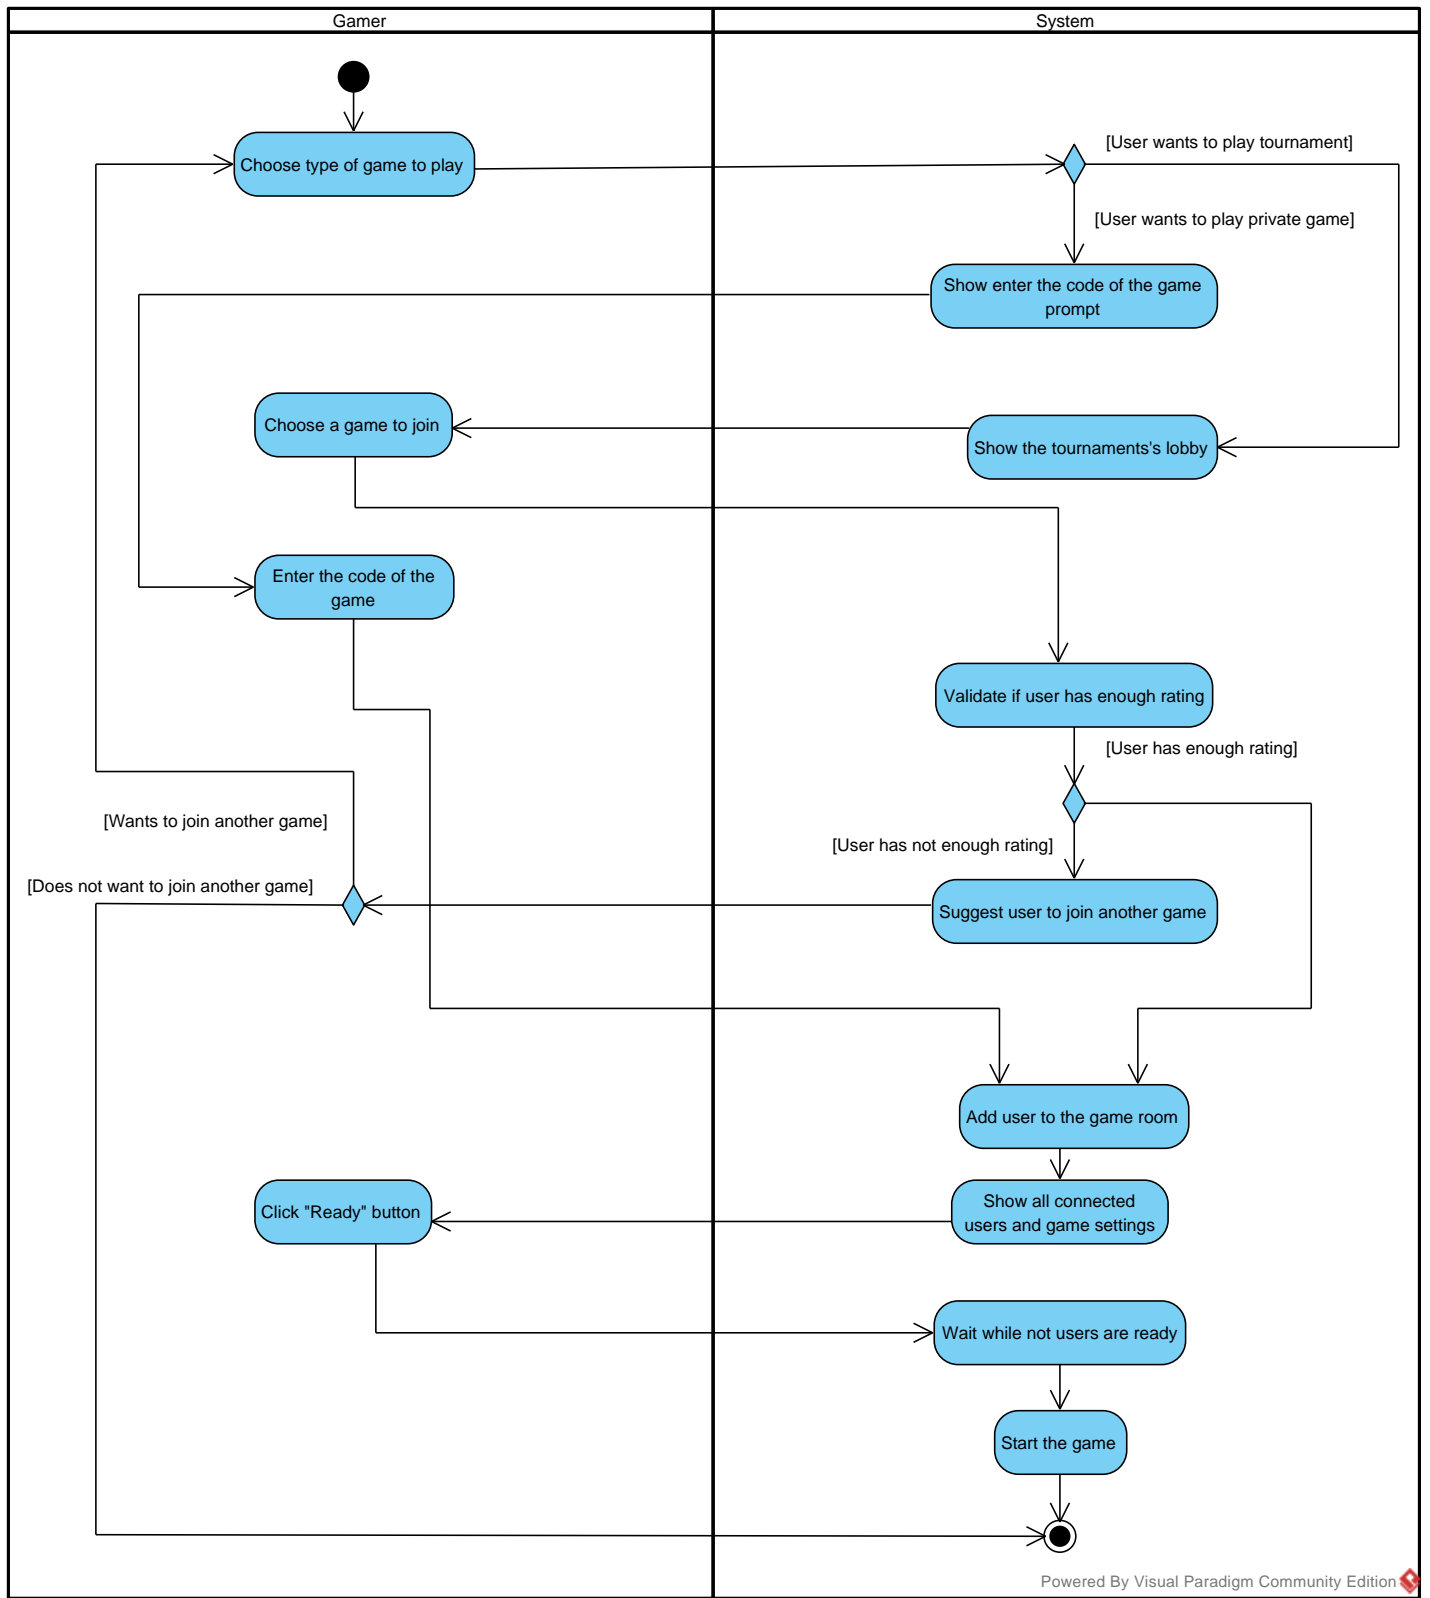 Gamer
System
Choose type of game to play
[User wants to play tournament]
[User wants to play private game]
Show enter the code of the game
prompt
Choose a game to join
Show the tournaments's lobby
Enter the code of the
game
Validate if user has enough rating
[User has enough rating]
[Wants to join another game]
[User has not enough rating]
[Does not want to join another game]
Suggest user to join another game
Add user to the game room
Click "Ready" button
Show all connected
users and game settings
Wait while not users are ready
Start the game
Powered By Visual Paradigm Community Edition